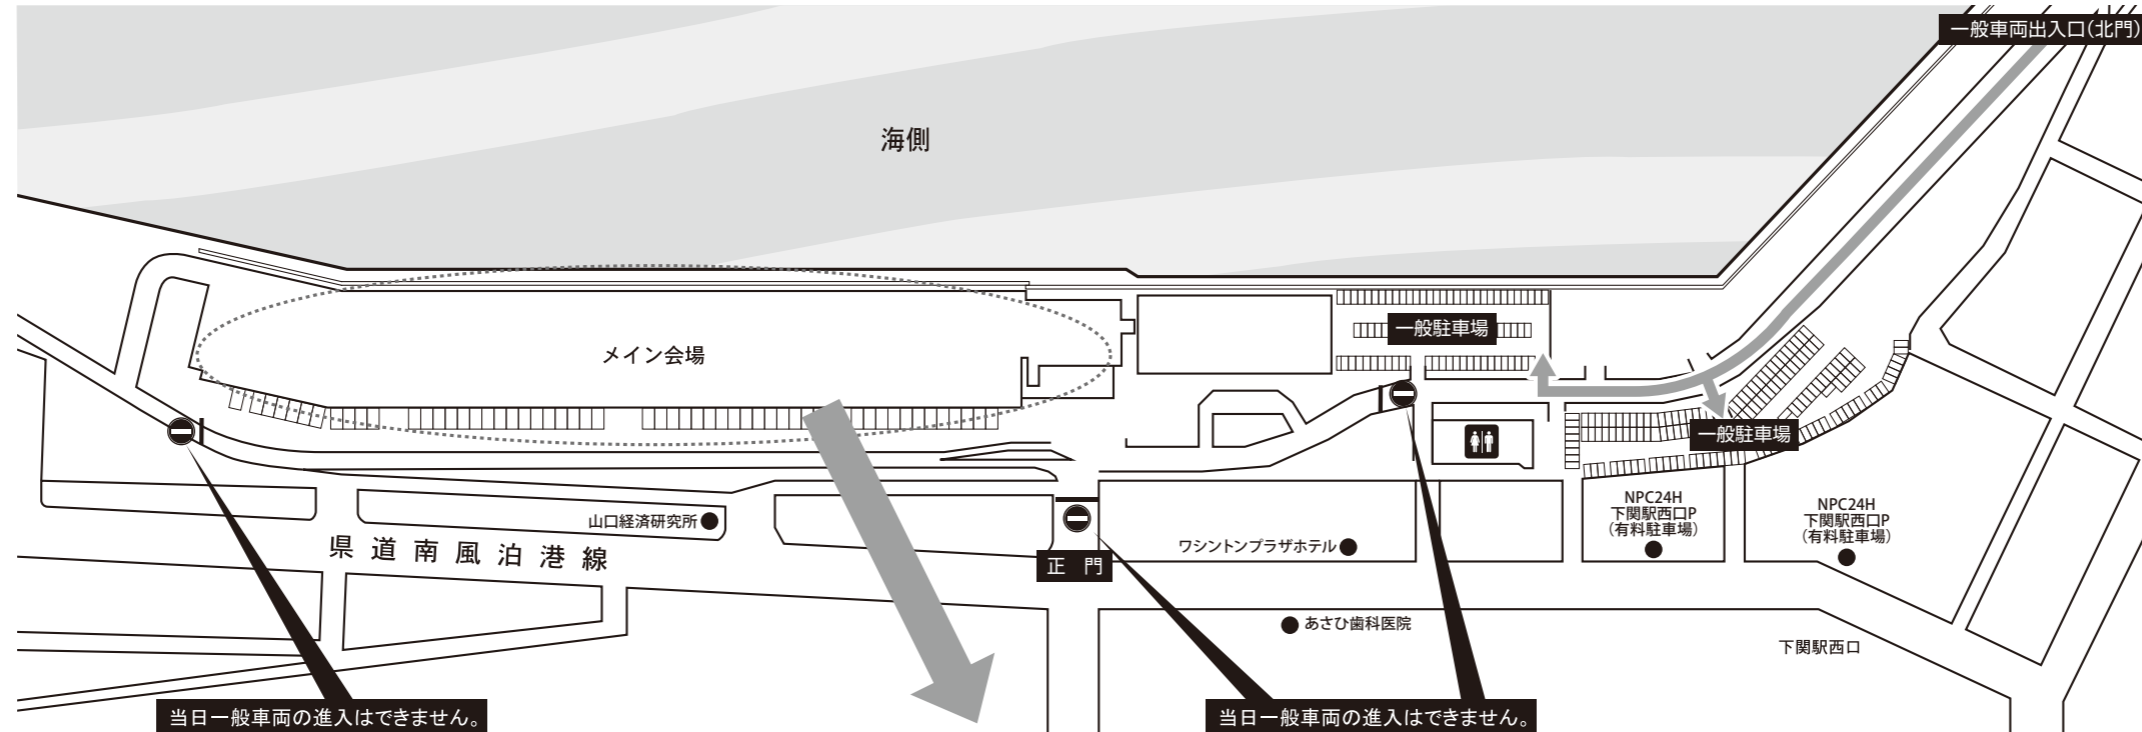 一般車両出入口(北門)
海側
一般駐車場
メイン会場
一般駐車場
NPC24H
下関駅西口P
(有料駐車場)
NPC24H
下関駅西口P
(有料駐車場)
山口経済研究所
県道南風泊港線
ワシントンプラザホテル
正 門
あさひ歯科医院
下関駅西口
当日一般車両の進入はできません。
当日一般車両の進入はできません。